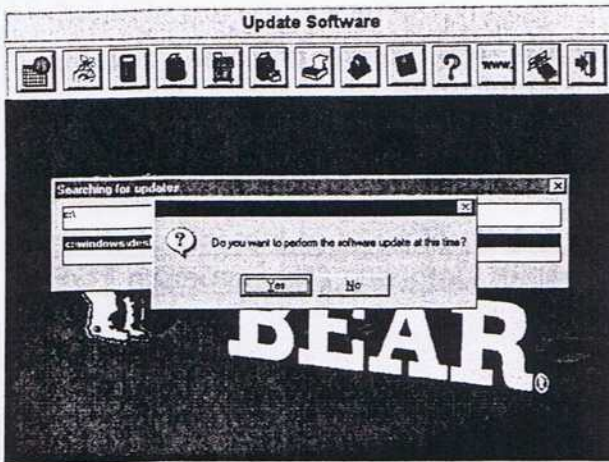 Update Software
?
www.
Searching for updates
c:\
c:\windows\des
Do you want to perform the software update at this time?
Yes
No
BEAR®